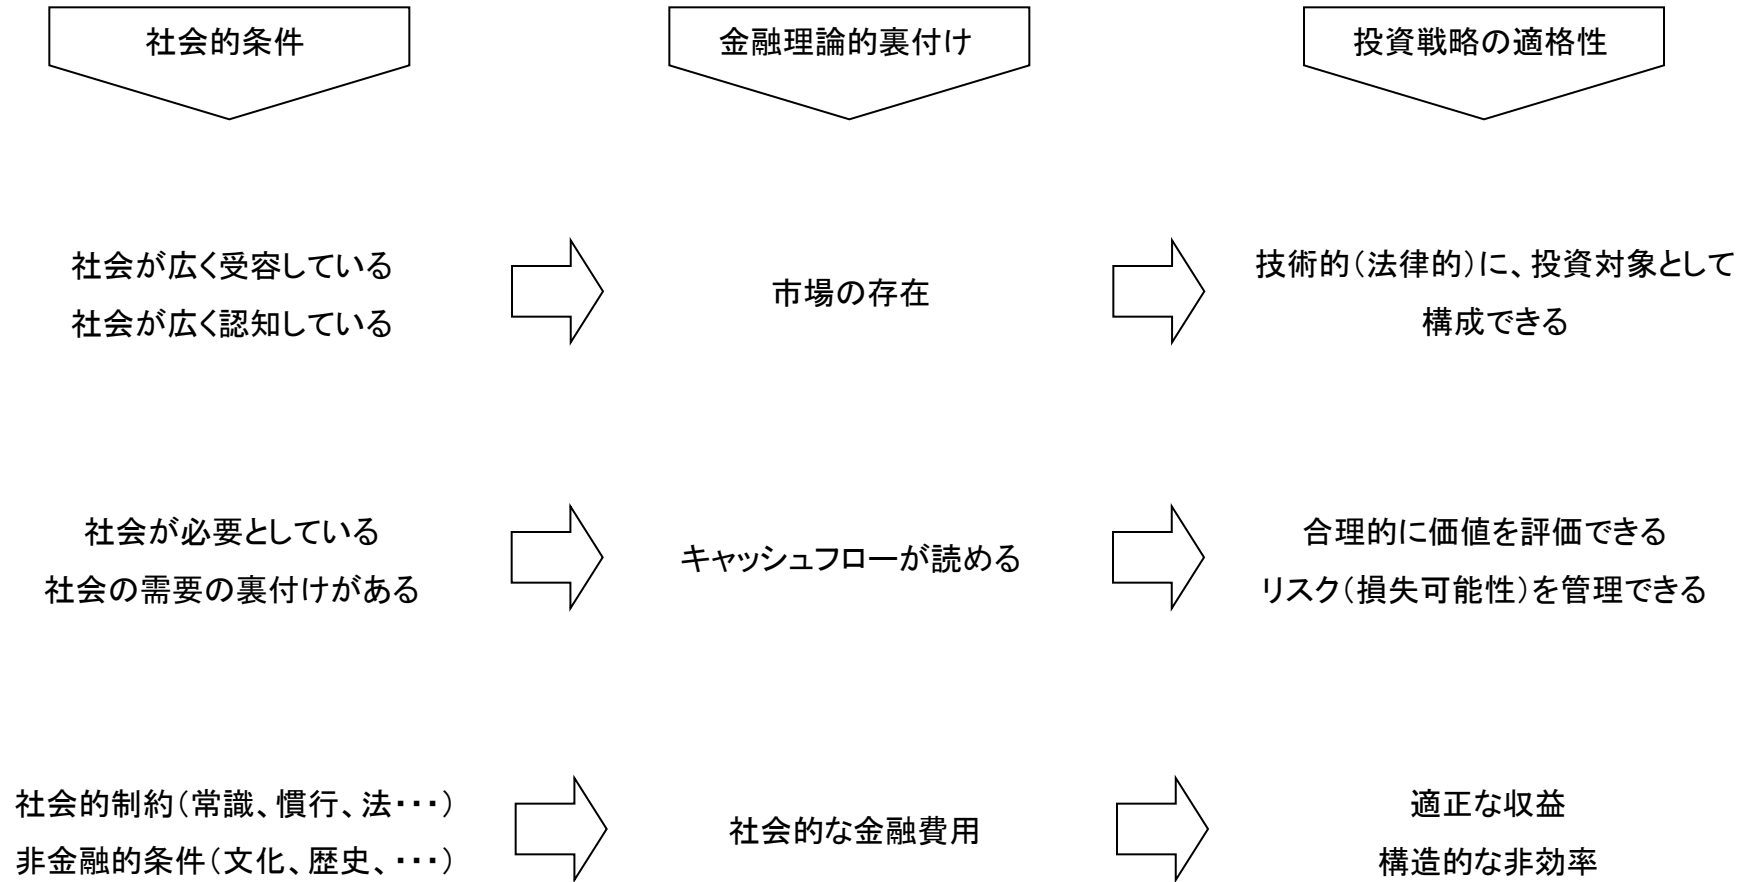 社会的条件
金融理論的裏付け
投資戦略の適格性
社会が広く受容している
社会が広く認知している
市場の存在
技術的(法律的)に、投資対象として
構成できる
社会が必要としている
社会の需要の裏付けがある
キャッシュフローが読める
合理的に価値を評価できる
リスク(損失可能性)を管理できる
社会的制約(常識、慣行、法・・・)
非金融的条件(文化、歴史、・・・)
社会的な金融費用
適正な収益
構造的な非効率